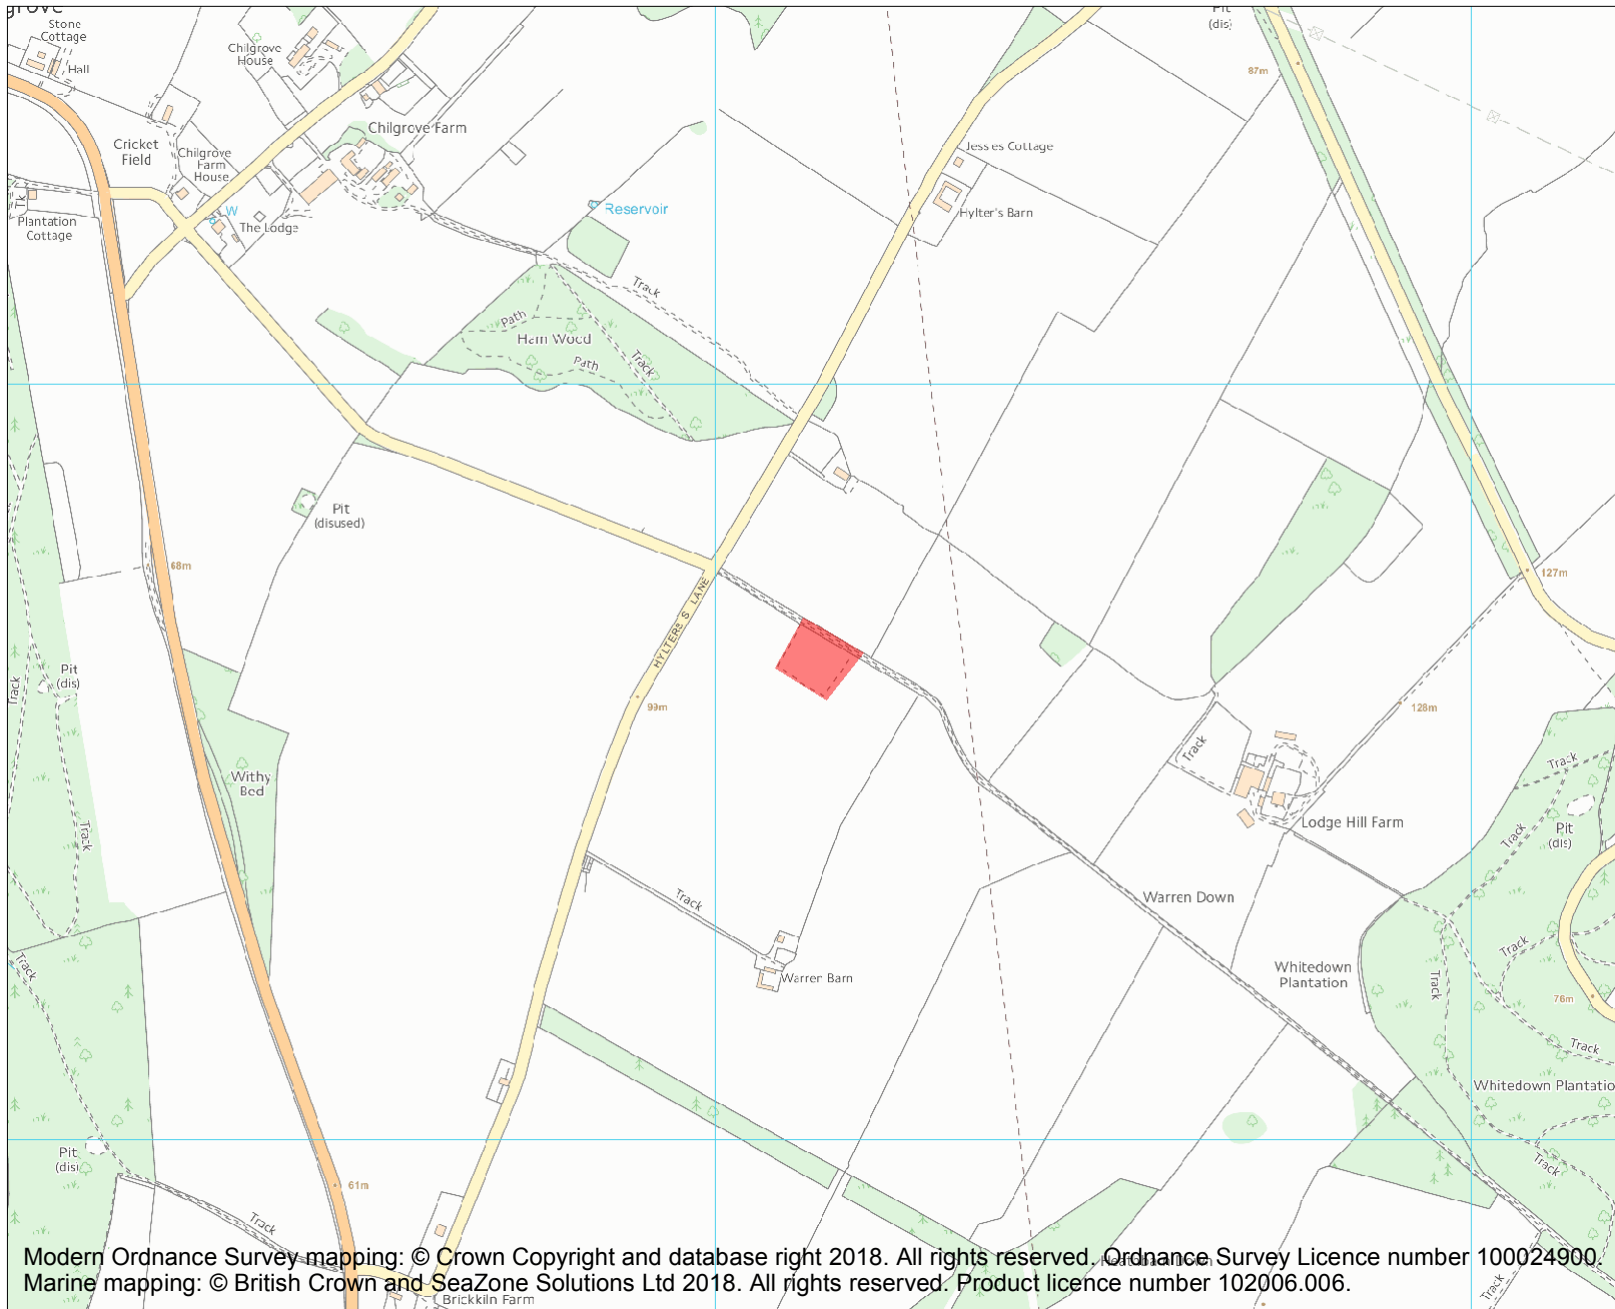 grove
Stone
Cottage
Hall
Chilgrove
House
Pit
(dis)
87m
Chilgrove Farm
Cricket
Field
Chilgrove
Farm
House
Jessies Cottage
Tk
Plantation
Cottage
W
The Lodge
Reservoir
Hylter's Barn
Track
Path
Ham Wood
Path
Track
Pit
(disused)
68m
127m
HYLTERS LANE
Pit
(dis)
Track
99m
128m
Track
Track
Withy
Bed
Lodge Hill Farm
Track
Pit
(dis)
Track
Track
Warren Down
Track
Track
Warren Barn
Whitedown
Plantation
Track
76m
Track
Whitedown Plantatio
Pit
(dis)
61m
Track
Track
Modern Ordnance Survey mapping: © Crown Copyright and database right 2018. All rights reserved. Ordnance Survey Licence number 100024900.
Marine mapping: © British Crown and SeaZone Solutions Ltd 2018. All rights reserved. Product licence number 102006.006.
Brickkiln Farm
Track